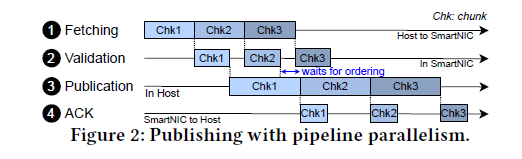 Chk: chunk
1 Fetching Chk1 Chk2 Chk3
Host to SmartNIC
2 Validation Chk1 Chk2 Chk3
In SmartNIC
waits for ordering
3 Publication Chk1 Chk2 Chk3
In Host
4 ACK Chk1 Chk2 Chk3
SmartNIC to Host
Figure 2: Publishing with pipeline parallelism.